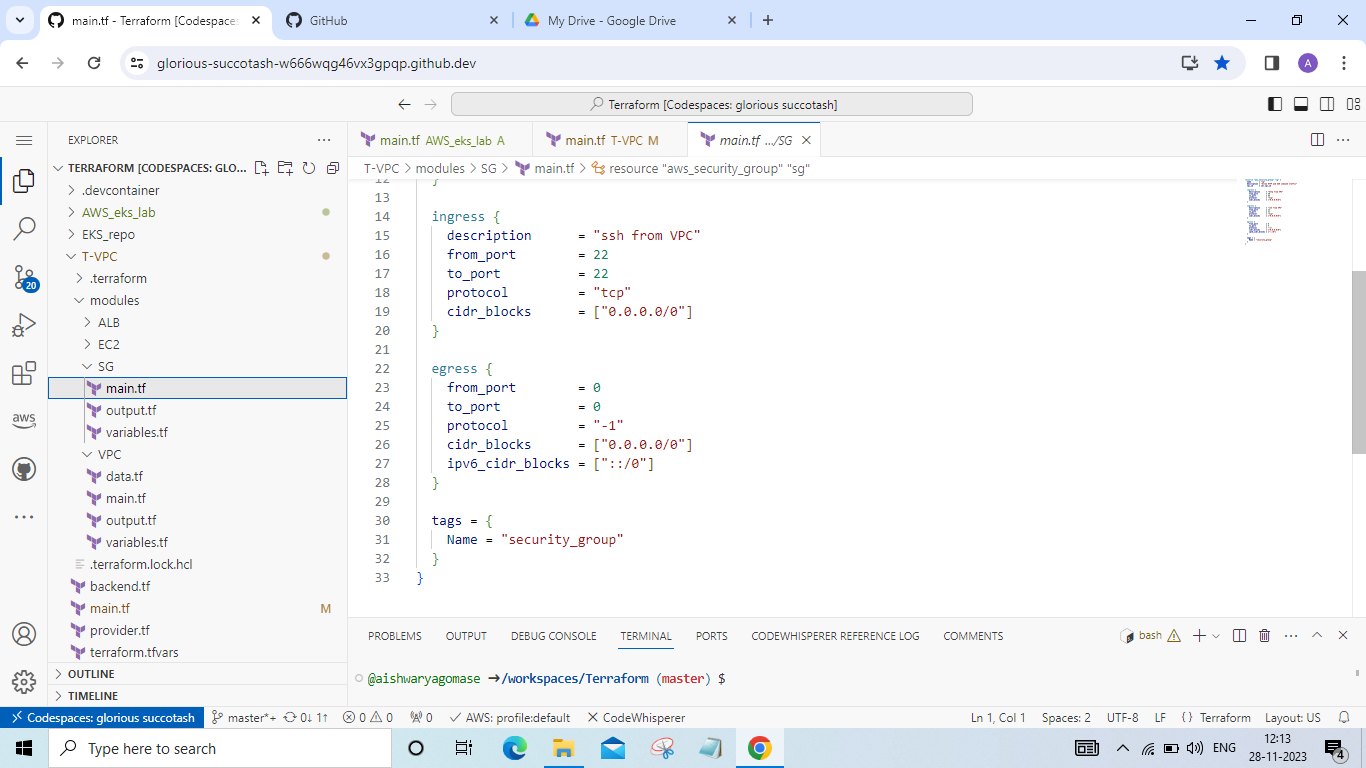 main.tf - Terraform [Codespaces
GitHub
My Drive - Google Drive
glorious-succotash-w666wqg46vx3gpqp.github.dev
A
Terraform [Codespaces: glorious succotash]
EXPLORER
TERRAFORM [CODESPACES: GLO...
.devcontainer
AWS_eks_lab
EKS_repo
T-VPC
.terraform
modules
ALB
EC2
SG
main.tf
output.tf
variables.tf
VPC
data.tf
main.tf
output.tf
variables.tf
.terraform.lock.hcl
backend.tf
main.tf M
provider.tf
terraform.tfvars
OUTLINE
TIMELINE
20
aws
main.tf AWS_eks_lab A
main.tf T-VPC M
main.tf .../SG
T-VPC > modules > SG > main.tf > resource "aws_security_group" "sg"
12 }
13
14 ingress {
15 description = "ssh from VPC"
16 from_port = 22
17 to_port = 22
18 protocol = "tcp"
19 cidr_blocks = ["0.0.0.0/0"]
20 }
21
22 egress {
23 from_port = 0
24 to_port = 0
25 protocol = "-1"
26 cidr_blocks = ["0.0.0.0/0"]
27 ipv6_cidr_blocks = ["::/0"]
28 }
29
30 tags = {
31 Name = "security_group"
32 }
33 }
PROBLEMS OUTPUT DEBUG CONSOLE TERMINAL PORTS CODEWHISPERER REFERENCE LOG COMMENTS
bash
@aishwaryagomase ➜/workspaces/Terraform (master) $
Codespaces: glorious succotash master*+ 0↓ 1↑ 0 0 0 AWS: profile:default CodeWhisperer Ln 1, Col 1 Spaces: 2 UTF-8 LF {} Terraform Layout: US
Type here to search
ENG
12:13
28-11-2023
4